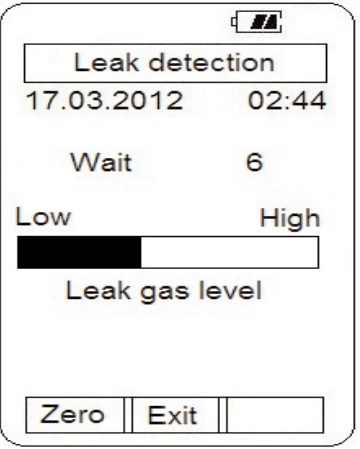 Leak detection
17.03.2012 02:44
Wait 6
Low High
Leak gas level
Zero Exit